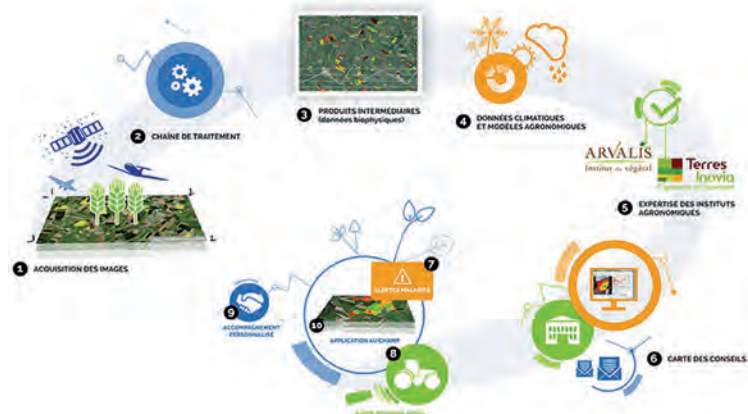 1 ACQUISITION DES IMAGES
2 CHAÎNE DE TRAITEMENT
3 PRODUITS INTERMÉDIAIRES
(données biophysiques)
4 DONNÉES CLIMATIQUES
ET MODÈLES AGRONOMIQUES
ARVALIS
Institut du végétal
Terres
Inovia
5 EXPERTISE DES INSTITUTS
AGRONOMIQUES
6 CARTE DES CONSEILS
7
ALERTES MALADIES
8
9
ACCOMPAGNEMENT
PERSONNALISÉ
10
APPLICATION AU CHAMP